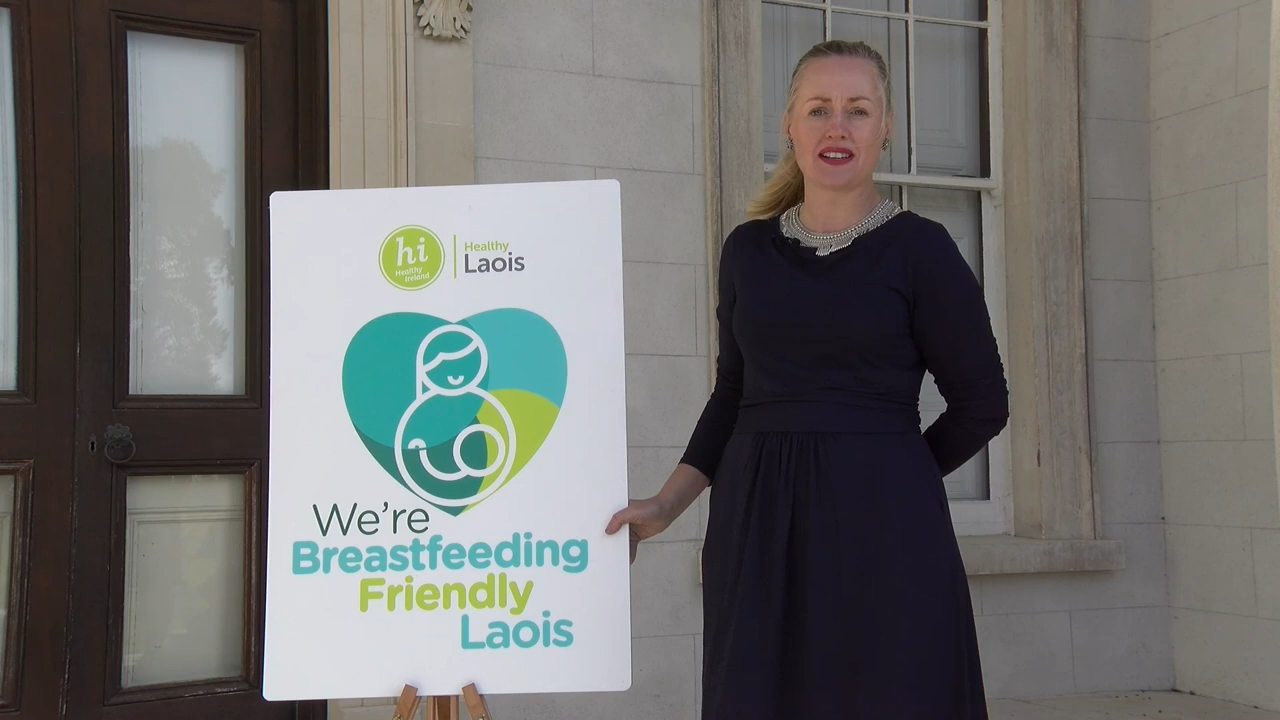 hi
Healthy
Ireland
Healthy
Laois
We're
Breastfeeding
Friendly
Laois